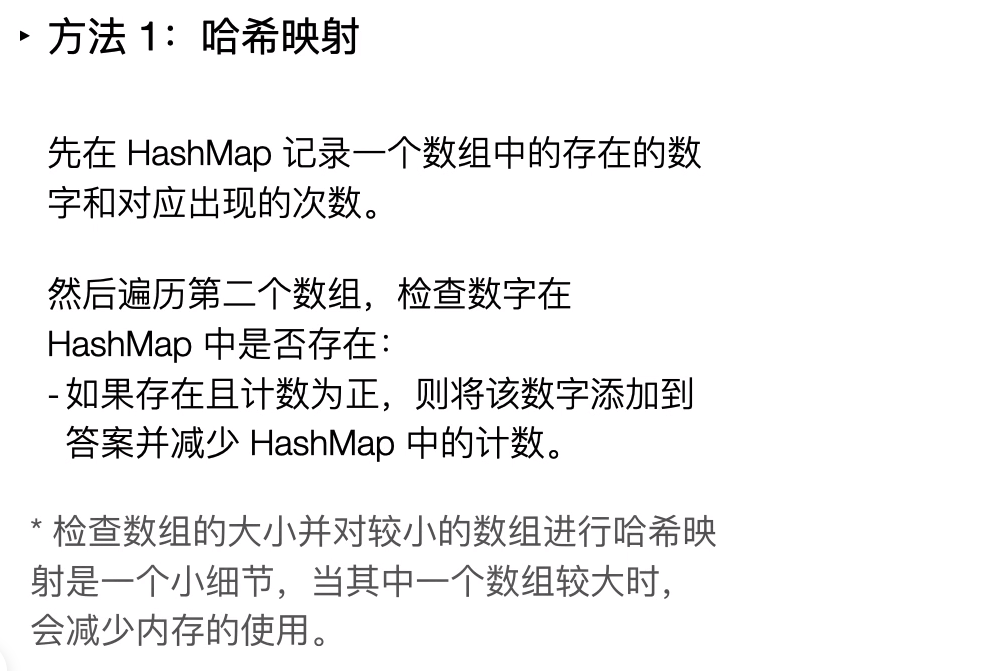 ‣ 方法 1：哈希映射
先在 HashMap 记录一个数组中的存在的数
字和对应出现的次数。
然后遍历第二个数组，检查数字在
HashMap 中是否存在：
- 如果存在且计数为正，则将该数字添加到
答案并减少 HashMap 中的计数。
* 检查数组的大小并对较小的数组进行哈希映
射是一个小细节，当其中一个数组较大时，
会减少内存的使用。